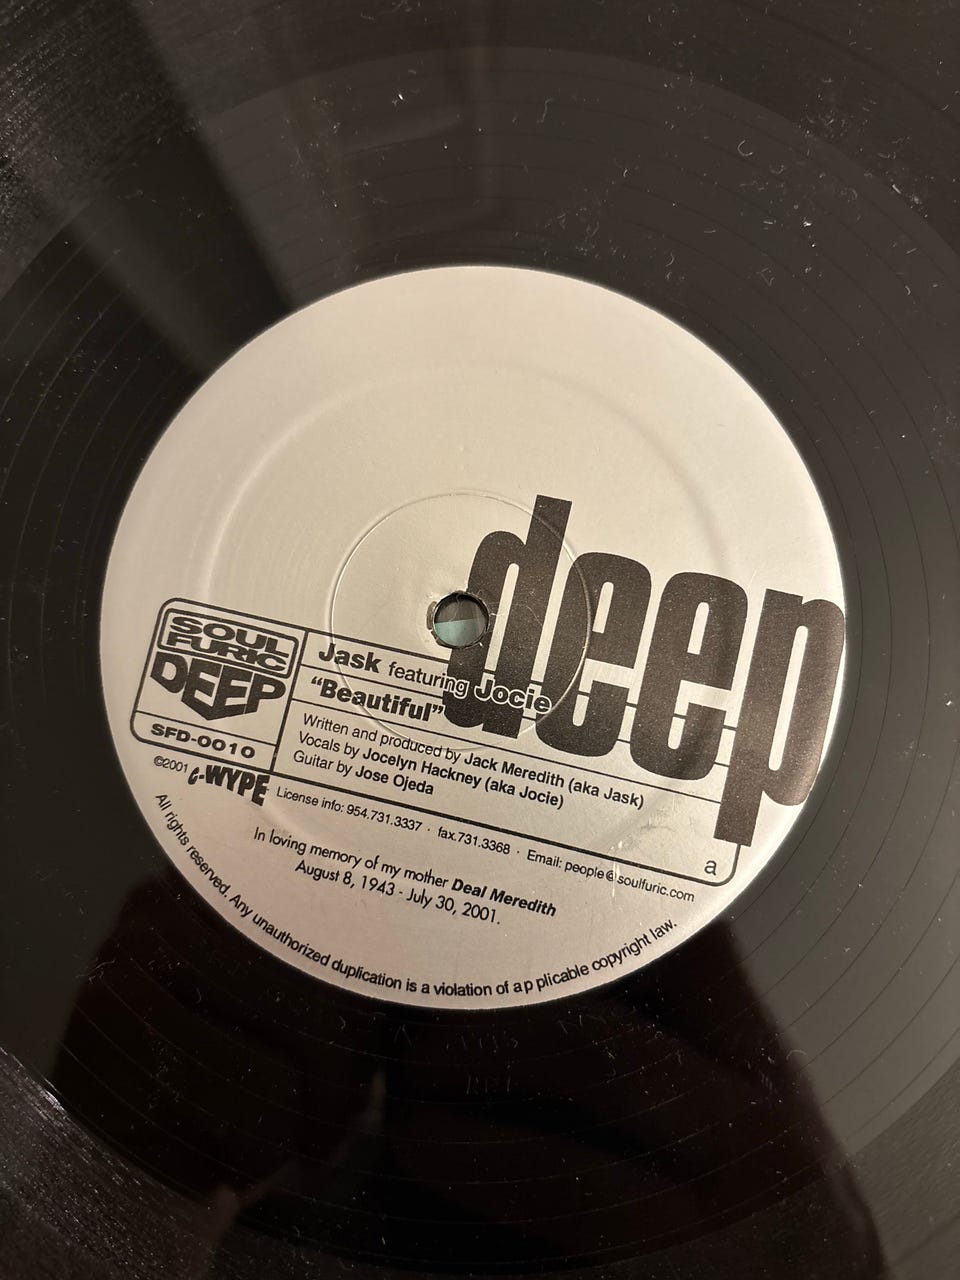 deep
SOUL
FURIC
DEEP
SFD-0010
Jask featuring Jocie
“Beautiful”
Written and produced by Jack Meredith (aka Jask)
Vocals by Jocelyn Hackney (aka Jocie)
Guitar by Jose Ojeda
©2001 c-WYPE
License info: 954.731.3337 · fax.731.3368 · Email: people@soulfuric.com
a
In loving memory of my mother Deal Meredith
August 8, 1943 - July 30, 2001.
All rights reserved. Any unauthorized duplication is a violation of ap plicable copyright law.